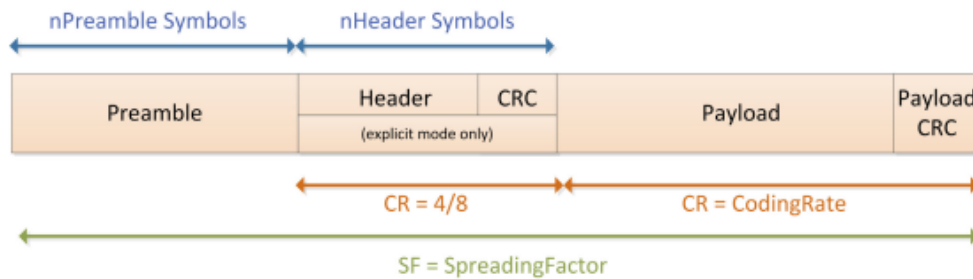 nPreamble Symbols nHeader Symbols
Preamble Header CRC Payload Payload CRC
(explicit mode only)
CR = 4/8 CR = CodingRate
SF = SpreadingFactor